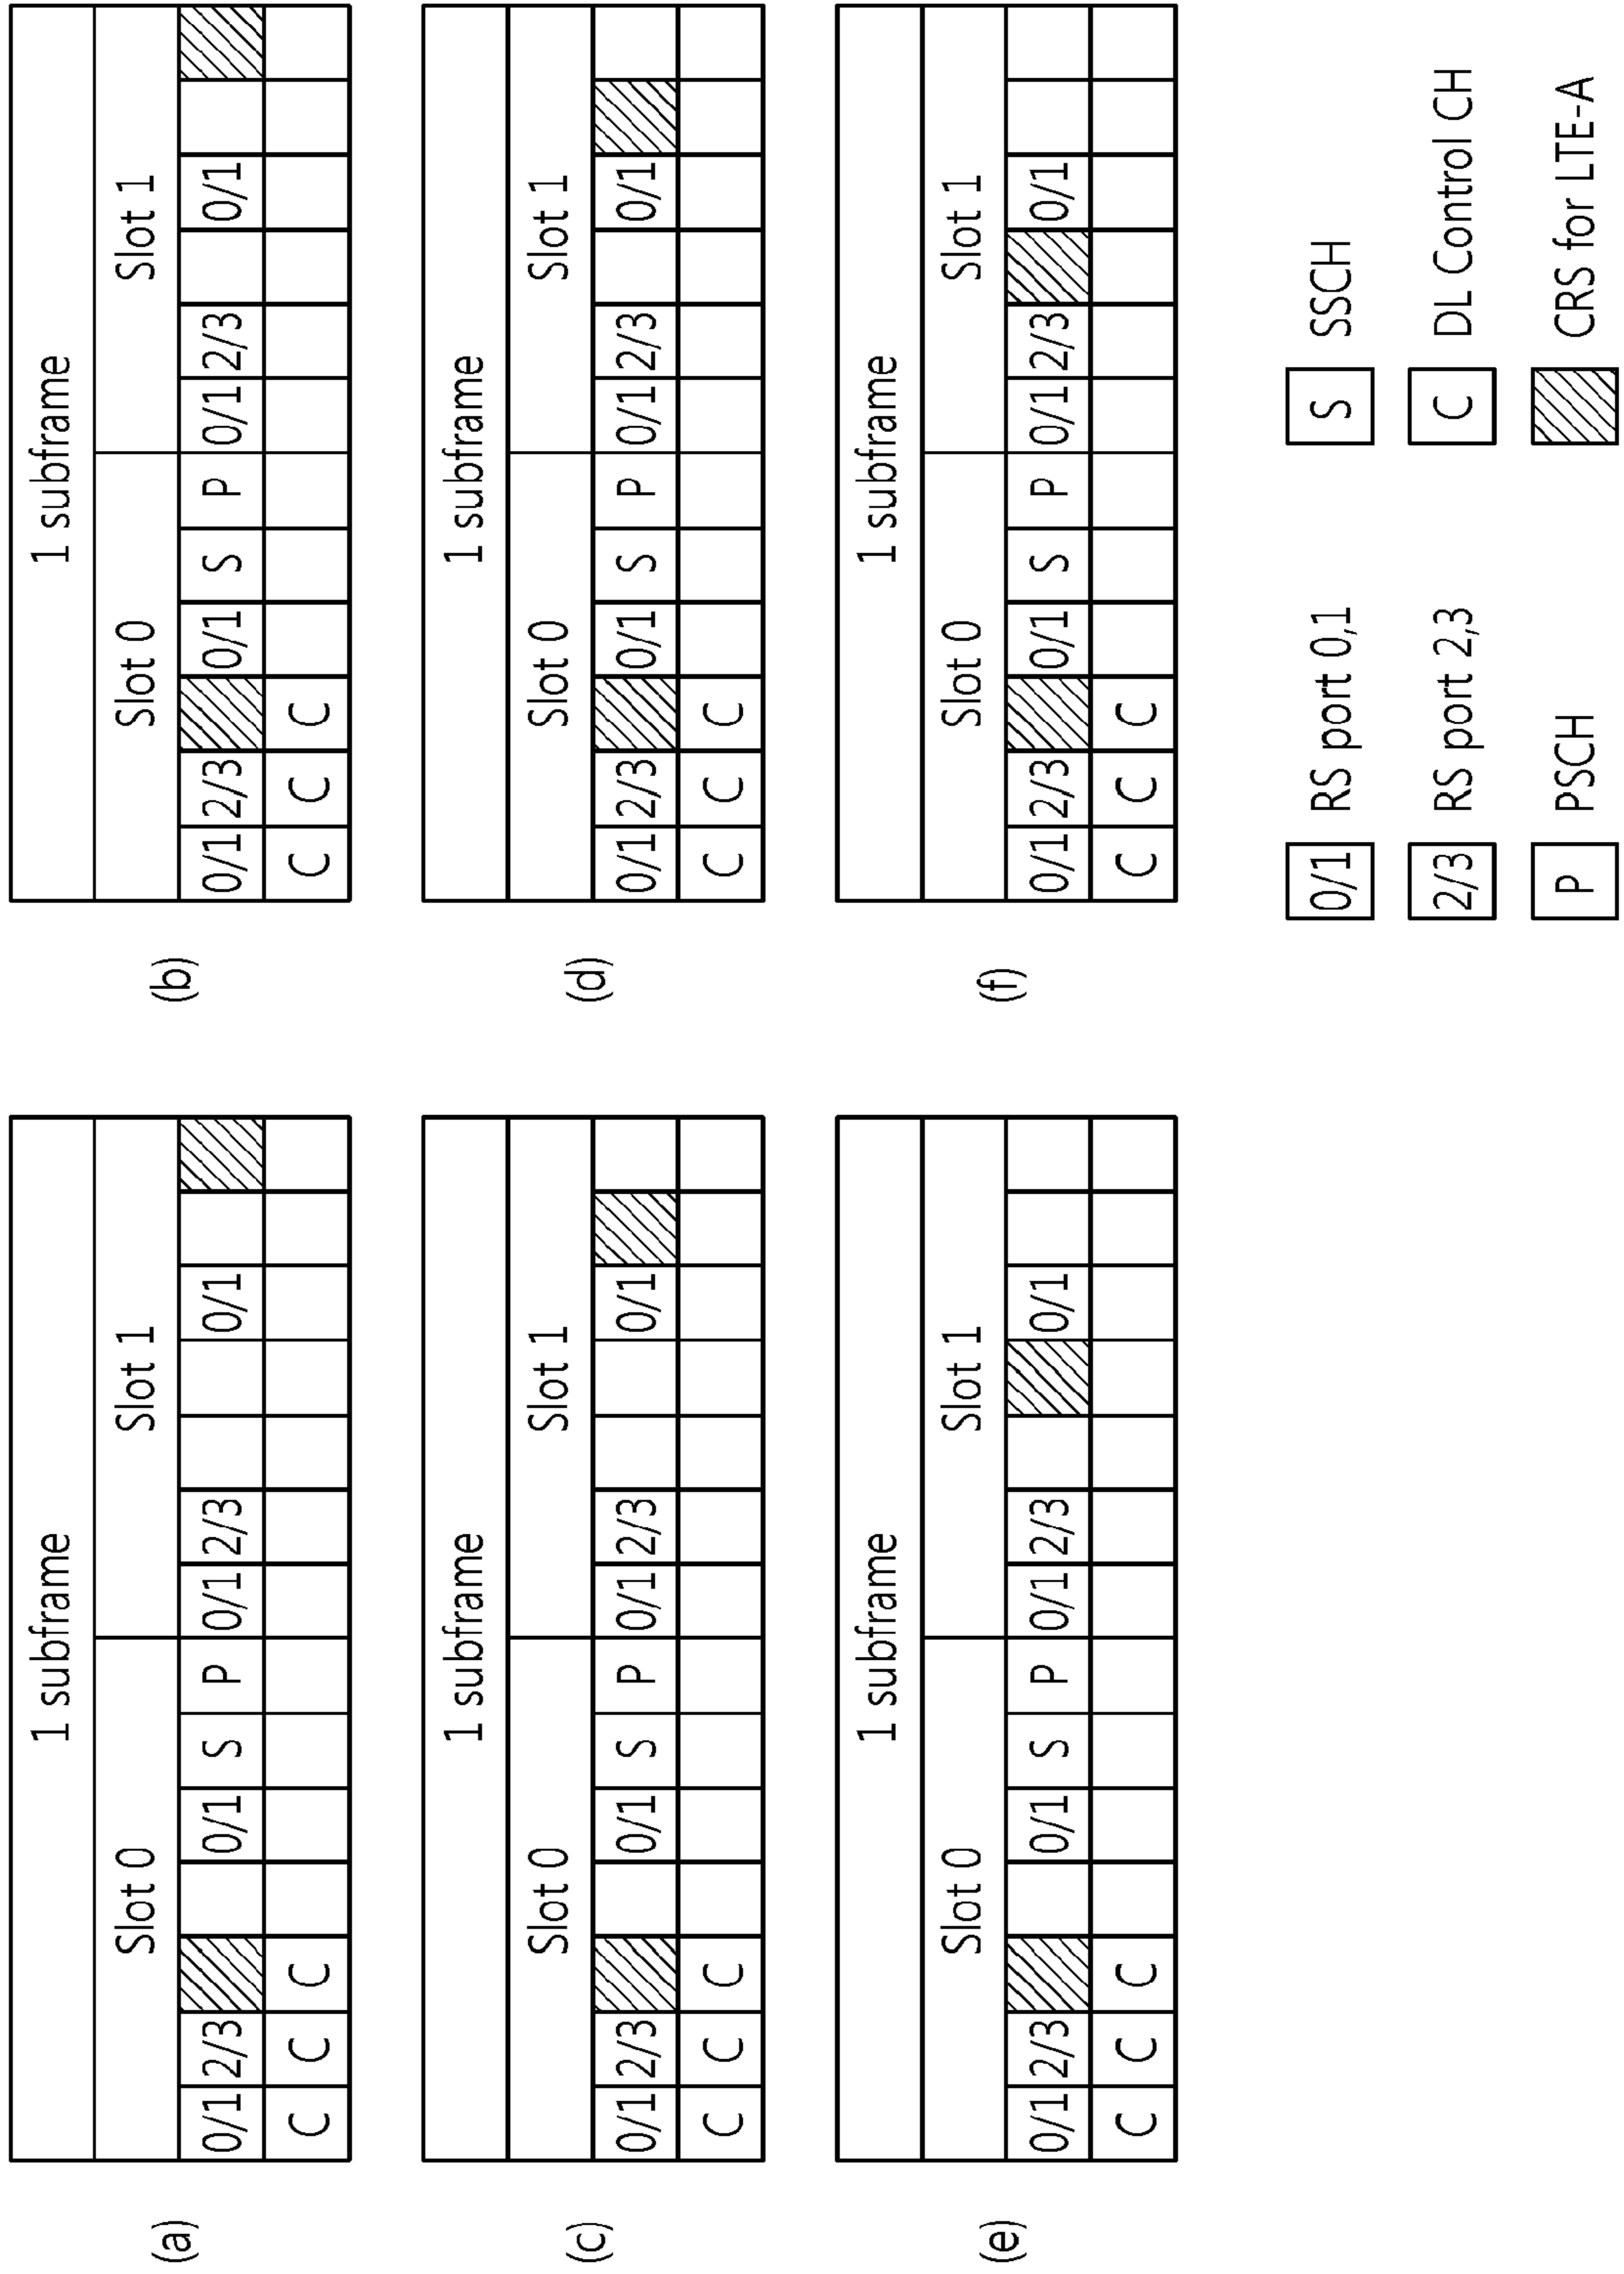 (a)
1 subframe
Slot 0 Slot 1
0/1 2/3 0/1 S P 0/1 2/3 0/1
C C C
(b)
1 subframe
Slot 0 Slot 1
0/1 2/3 0/1 S P 0/1 2/3 0/1
C C C
(c)
1 subframe
Slot 0 Slot 1
0/1 2/3 0/1 S P 0/1 2/3 0/1
C C C
(d)
1 subframe
Slot 0 Slot 1
0/1 2/3 0/1 S P 0/1 2/3 0/1
C C C
(e)
1 subframe
Slot 0 Slot 1
0/1 2/3 0/1 S P 0/1 2/3 0/1
C C C
(f)
1 subframe
Slot 0 Slot 1
0/1 2/3 0/1 S P 0/1 2/3 0/1
C C C
0/1 RS port 0,1 S SSCH
2/3 RS port 2,3 C DL Control CH
P PSCH CRS for LTE-A